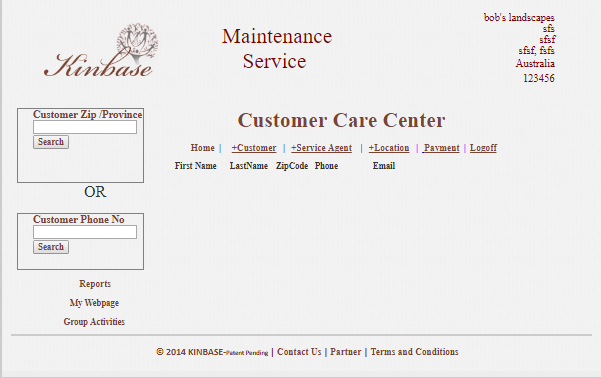 Kinbase
Maintenance
Service
bob's landscapes
sfs
sfsf
sfsf, fsfs
Australia
123456
Customer Zip /Province
Search
OR
Customer Phone No
Search
Reports
My Webpage
Group Activities
Customer Care Center
Home | +Customer | +Service Agent | +Location | Payment | Logoff
First Name LastName ZipCode Phone Email
© 2014 KINBASE-Patent Pending | Contact Us | Partner | Terms and Conditions